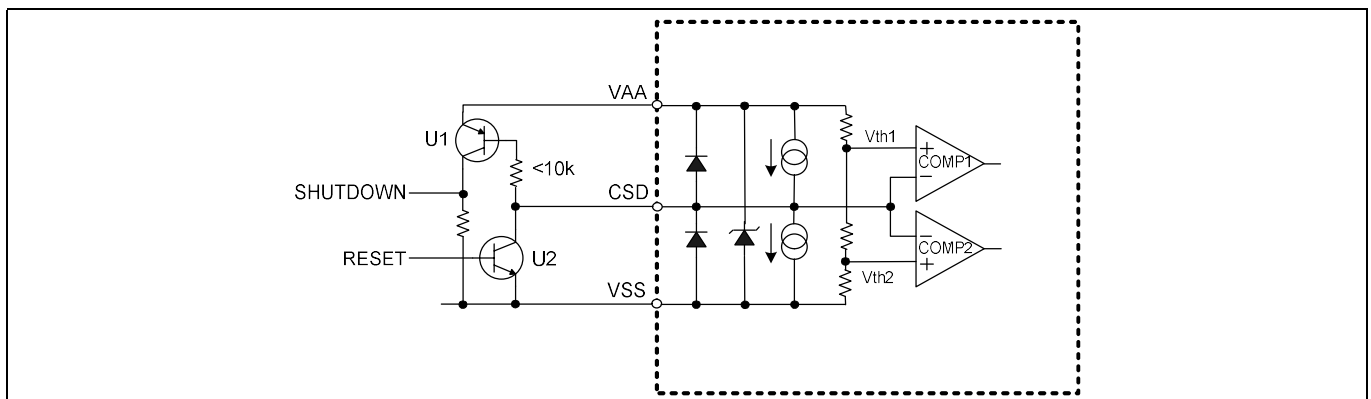 VAA
U1
Vth1
+
COMP1
−
<10k
SHUTDOWN
CSD
−
COMP2
+
RESET
U2
Vth2
VSS